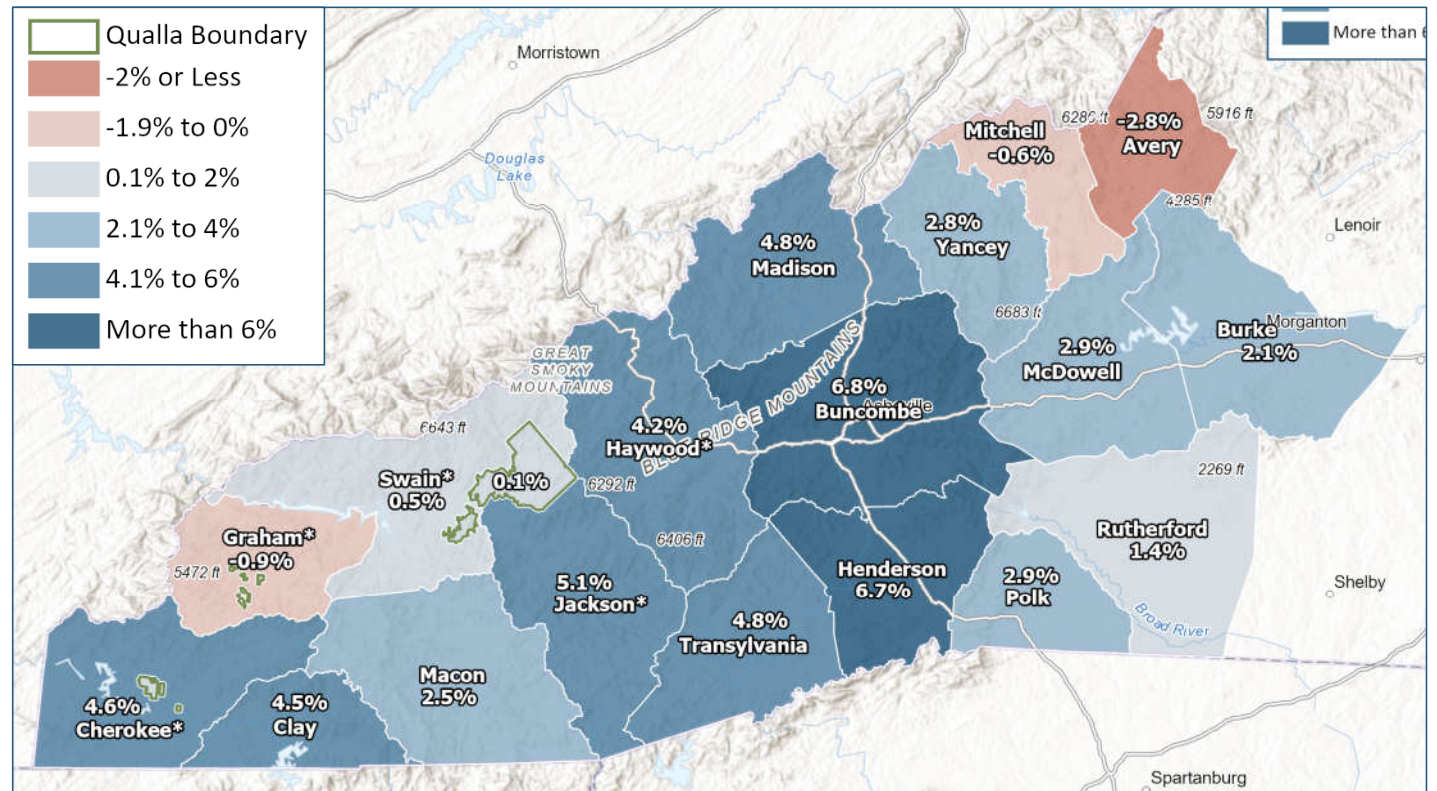 Qualla Boundary
-2% or Less
-1.9% to 0%
0.1% to 2%
2.1% to 4%
4.1% to 6%
More than 6%
More than
Morristown
Douglas
Lake
Mitchell
-0.6%
6286 ft
-2.8%
Avery
5916 ft
4285 ft
Lenoir
2.8%
Yancey
4.8%
Madison
6683 ft
2.9%
McDowell
Burke
Morganton
2.1%
GREAT
SMOKY
MOUNTAINS
BLUE RIDGE MOUNTAINS
6.8%
Buncombe
Asheville
4.2%
Haywood*
6643 ft
Swain*
0.5%
0.1%
6292 ft
2269 ft
Rutherford
1.4%
Graham*
-0.9%
5472 ft
6406 ft
5.1%
Jackson*
Henderson
6.7%
2.9%
Polk
Shelby
Broad River
4.8%
Transylvania
Macon
2.5%
4.6%
Cherokee*
4.5%
Clay
Spartanburg